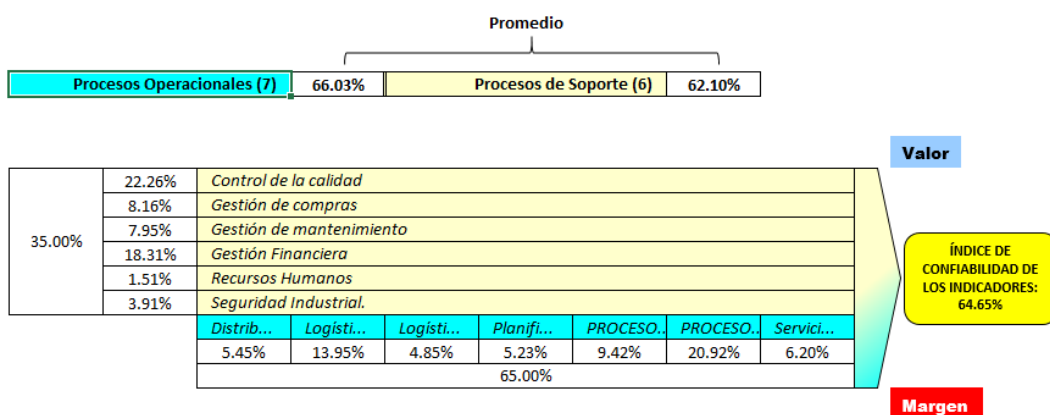 Promedio
Procesos Operacionales (7) 66.03% Procesos de Soporte (6) 62.10%
Valor
35.00%
22.26% Control de la calidad
8.16% Gestión de compras
7.95% Gestión de mantenimiento
18.31% Gestión Financiera
1.51% Recursos Humanos
3.91% Seguridad Industrial.
ÍNDICE DE
CONFIABILIDAD DE
LOS INDICADORES:
64.65%
Distrib... Logísti... Logísti... Planifi... PROCESO.. PROCESO.. Servici...
5.45% 13.95% 4.85% 5.23% 9.42% 20.92% 6.20%
65.00%
Margen